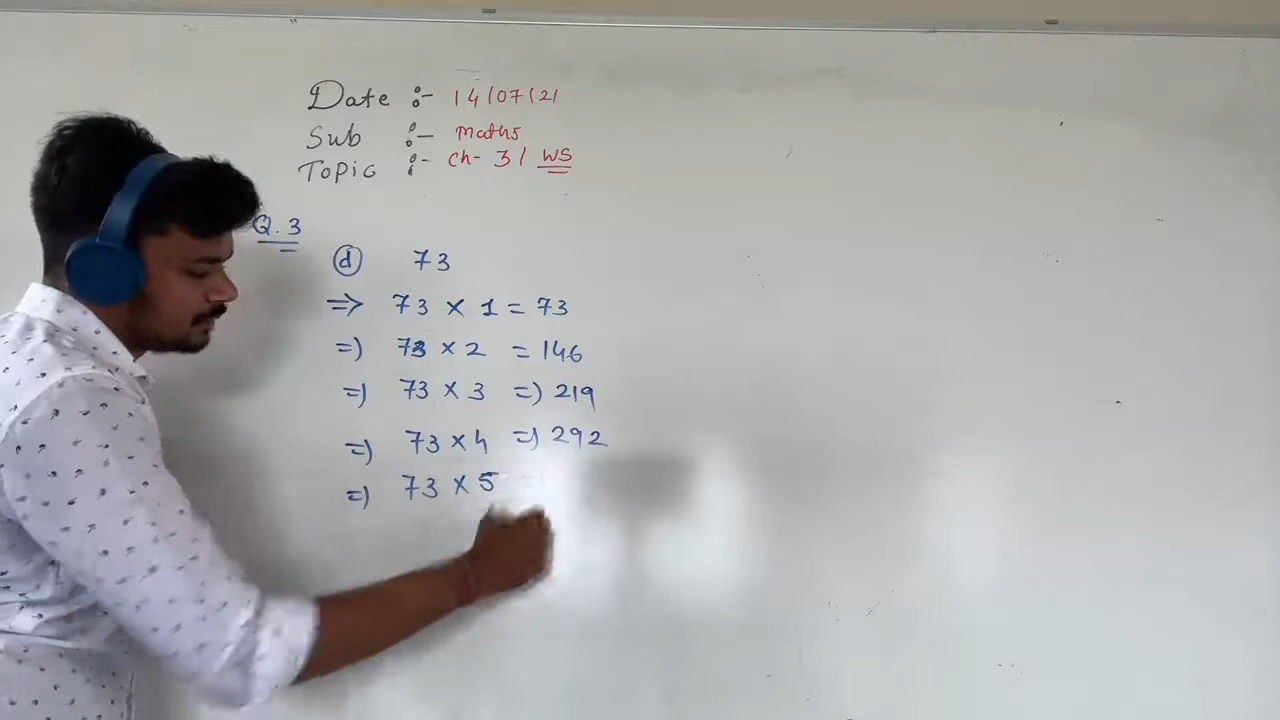 Date :- 14/07/21
Sub :- Maths
Topic :- Ch- 3/ WS
Q. 3
d 73
=> 73 × 1 = 73
=) 73 × 2 = 146
=) 73 × 3 =) 219
=) 73 × 4 =) 292
=) 73 × 5